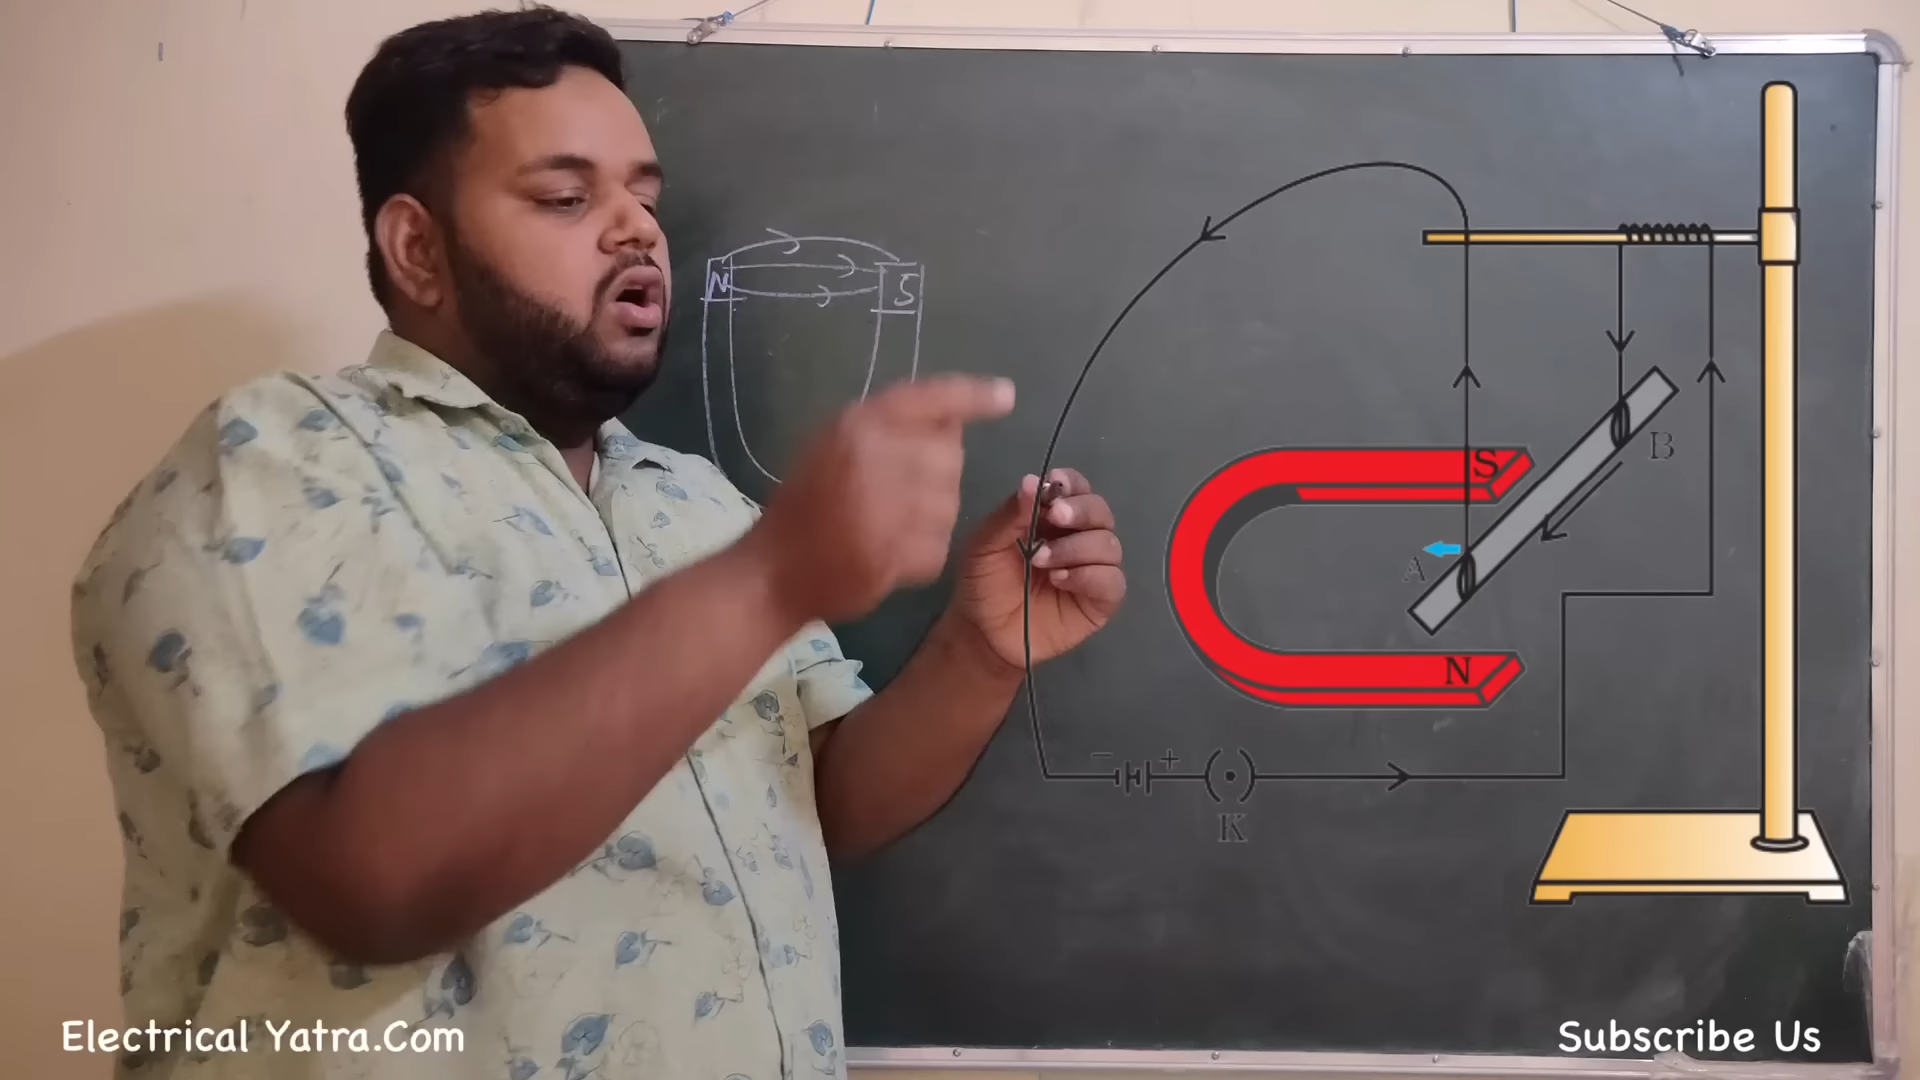 N S
S
B
A
N
− +
K
Electrical Yatra.Com
Subscribe Us